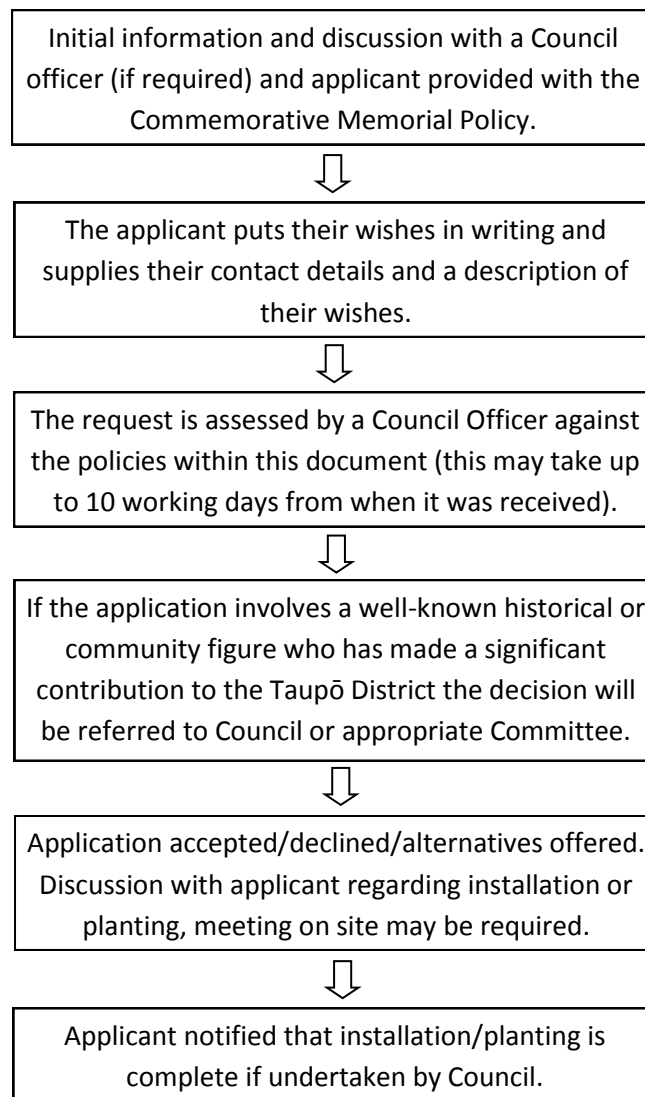 Initial information and discussion with a Council
officer (if required) and applicant provided with the
Commemorative Memorial Policy.
The applicant puts their wishes in writing and
supplies their contact details and a description of
their wishes.
The request is assessed by a Council Officer against
the policies within this document (this may take up
to 10 working days from when it was received).
If the application involves a well-known historical or
community figure who has made a significant
contribution to the Taupō District the decision will
be referred to Council or appropriate Committee.
Application accepted/declined/alternatives offered.
Discussion with applicant regarding installation or
planting, meeting on site may be required.
Applicant notified that installation/planting is
complete if undertaken by Council.